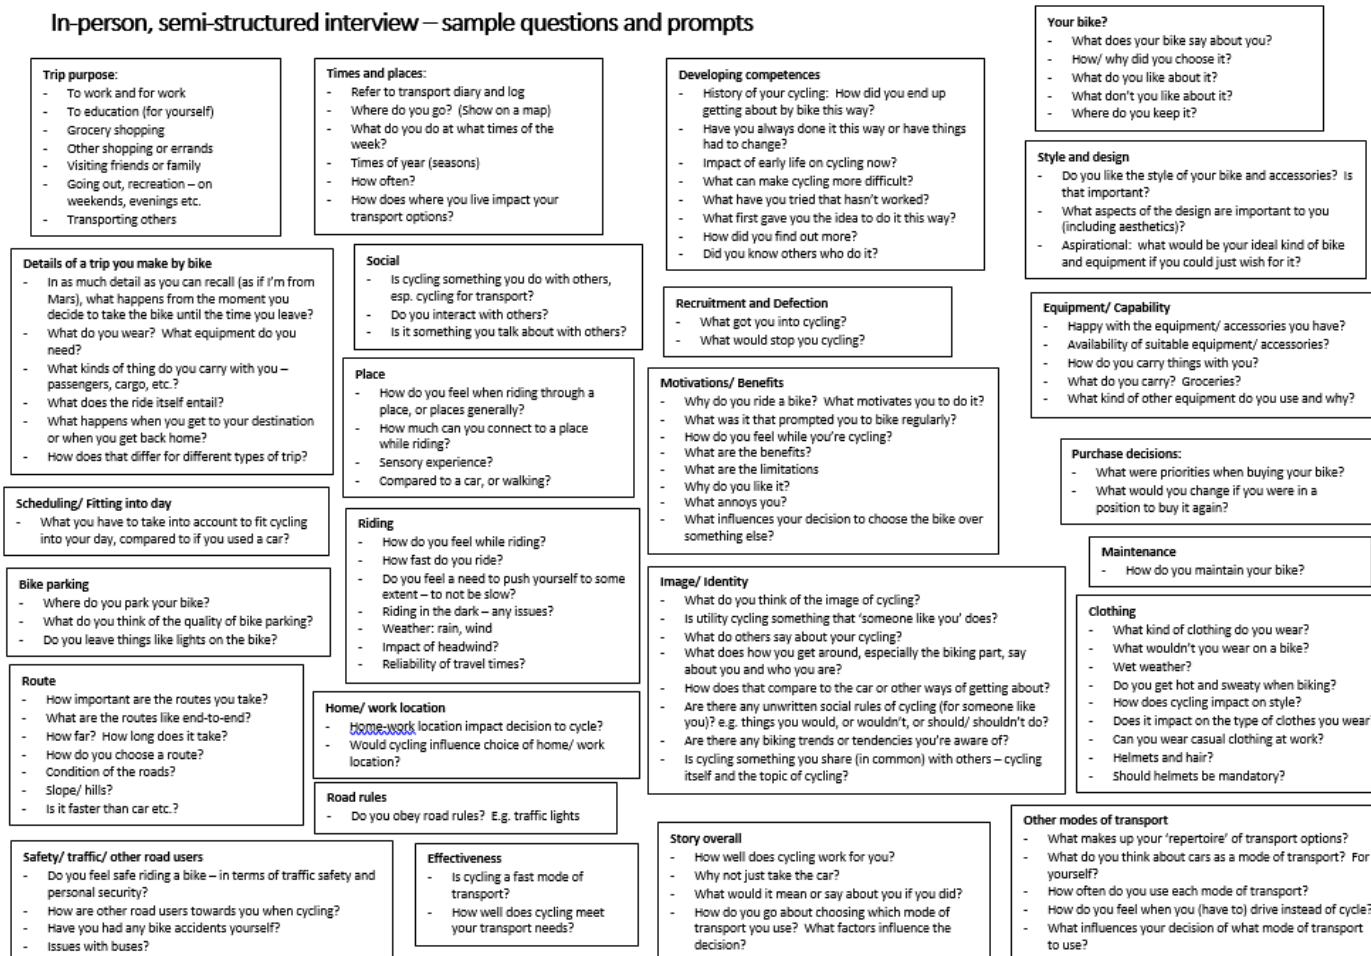 In-person, semi-structured interview – sample questions and prompts
Trip purpose:
- To work and for work
- To education (for yourself)
- Grocery shopping
- Other shopping or errands
- Visiting friends or family
- Going out, recreation – on
weekends, evenings etc.
- Transporting others
Times and places:
- Refer to transport diary and log
- Where do you go? (Show on a map)
- What do you do at what times of the
week?
- Times of year (seasons)
- How often?
- How does where you live impact your
transport options?
Developing competences
- History of your cycling: How did you end up
getting about by bike this way?
- Have you always done it this way or have things
had to change?
- Impact of early life on cycling now?
- What can make cycling more difficult?
- What have you tried that hasn't worked?
- What first gave you the idea to do it this way?
- How did you find out more?
- Did you know others who do it?
Your bike?
- What does your bike say about you?
- How/ why did you choose it?
- What do you like about it?
- What don't you like about it?
- Where do you keep it?
Style and design
- Do you like the style of your bike and accessories? Is
that important?
- What aspects of the design are important to you
(including aesthetics)?
- Aspirational: what would be your ideal kind of bike
and equipment if you could just wish for it?
Details of a trip you make by bike
- In as much detail as you can recall (as if I'm from
Mars), what happens from the moment you
decide to take the bike until the time you leave?
- What do you wear? What equipment do you
need?
- What kinds of thing do you carry with you –
passengers, cargo, etc.?
- What does the ride itself entail?
- What happens when you get to your destination
or when you get back home?
- How does that differ for different types of trip?
Social
- Is cycling something you do with others,
esp. cycling for transport?
- Do you interact with others?
- Is it something you talk about with others?
Recruitment and Defection
- What got you into cycling?
- What would stop you cycling?
Equipment/ Capability
- Happy with the equipment/ accessories you have?
- Availability of suitable equipment/ accessories?
- How do you carry things with you?
- What do you carry? Groceries?
- What kind of other equipment do you use and why?
Place
- How do you feel when riding through a
place, or places generally?
- How much can you connect to a place
while riding?
- Sensory experience?
- Compared to a car, or walking?
Motivations/ Benefits
- Why do you ride a bike? What motivates you to do it?
- What was it that prompted you to bike regularly?
- How do you feel while you're cycling?
- What are the benefits?
- What are the limitations
- Why do you like it?
- What annoys you?
- What influences your decision to choose the bike over
something else?
Purchase decisions:
- What were priorities when buying your bike?
- What would you change if you were in a
position to buy it again?
Scheduling/ Fitting into day
- What you have to take into account to fit cycling
into your day, compared to if you used a car?
Riding
- How do you feel while riding?
- How fast do you ride?
- Do you feel a need to push yourself to some
extent – to not be slow?
- Riding in the dark – any issues?
- Weather: rain, wind
- Impact of headwind?
- Reliability of travel times?
Maintenance
- How do you maintain your bike?
Bike parking
- Where do you park your bike?
- What do you think of the quality of bike parking?
- Do you leave things like lights on the bike?
Image/ Identity
- What do you think of the image of cycling?
- Is utility cycling something that 'someone like you' does?
- What do others say about your cycling?
- What does how you get around, especially the biking part, say
about you and who you are?
- How does that compare to the car or other ways of getting about?
- Are there any unwritten social rules of cycling (for someone like
you)? e.g. things you would, or wouldn't, or should/ shouldn't do?
- Are there any biking trends or tendencies you're aware of?
- Is cycling something you share (in common) with others – cycling
itself and the topic of cycling?
Clothing
- What kind of clothing do you wear?
- What wouldn't you wear on a bike?
- Wet weather?
- Do you get hot and sweaty when biking?
- How does cycling impact on style?
- Does it impact on the type of clothes you wear
- Can you wear casual clothing at work?
- Helmets and hair?
- Should helmets be mandatory?
Route
- How important are the routes you take?
- What are the routes like end-to-end?
- How far? How long does it take?
- How do you choose a route?
- Condition of the roads?
- Slope/ hills?
- Is it faster than car etc.?
Home/ work location
- Home-work location impact decision to cycle?
- Would cycling influence choice of home/ work
location?
Road rules
- Do you obey road rules? E.g. traffic lights
Safety/ traffic/ other road users
- Do you feel safe riding a bike – in terms of traffic safety and
personal security?
- How are other road users towards you when cycling?
- Have you had any bike accidents yourself?
- Issues with buses?
Effectiveness
- Is cycling a fast mode of
transport?
- How well does cycling meet
your transport needs?
Story overall
- How well does cycling work for you?
- Why not just take the car?
- What would it mean or say about you if you did?
- How do you go about choosing which mode of
transport you use? What factors influence the
decision?
Other modes of transport
- What makes up your 'repertoire' of transport options?
- What do you think about cars as a mode of transport? For
yourself?
- How often do you use each mode of transport?
- How do you feel when you (have to) drive instead of cycle?
- What influences your decision of what mode of transport
to use?